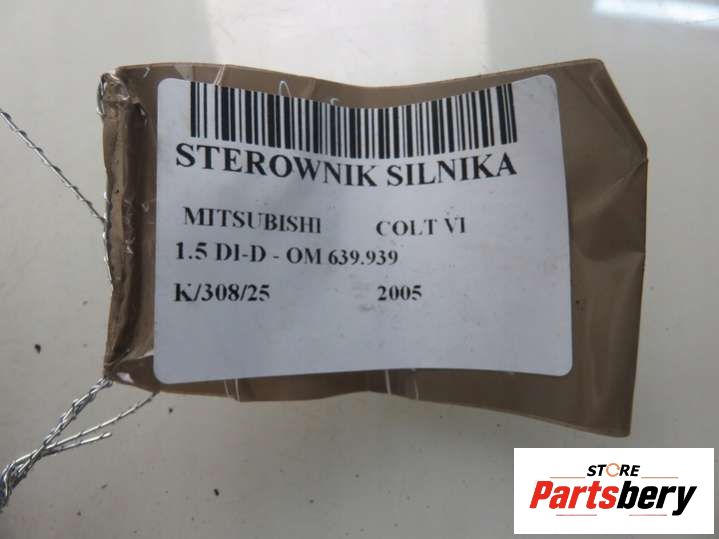 STEROWNIK SILNIKA
MITSUBISHI COLT VI
1.5 DI-D - OM 639.939
K/308/25 2005
STORE
Partsbery